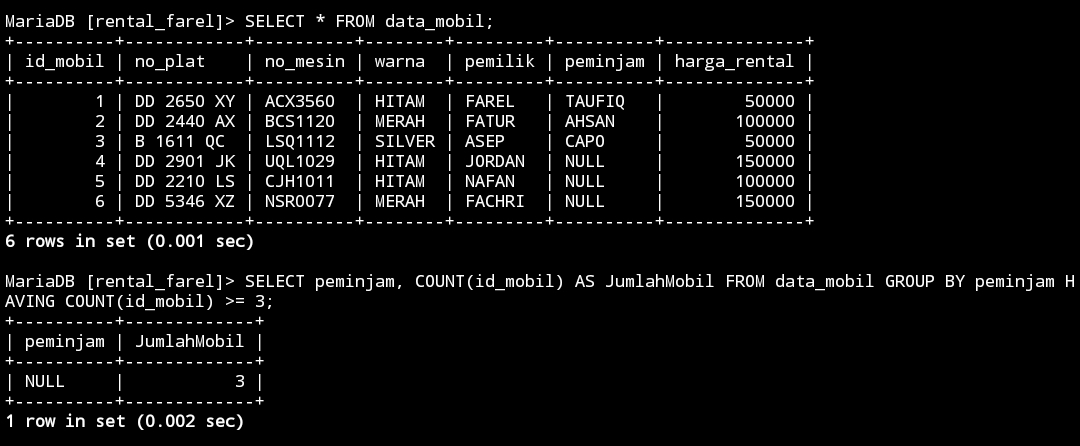 MariaDB [rental_farel]> SELECT * FROM data_mobil;
+----------+------------+----------+--------+---------+----------+--------------+
| id_mobil | no_plat    | no_mesin | warna  | pemilik | peminjam | harga_rental |
+----------+------------+----------+--------+---------+----------+--------------+
|        1 | DD 2650 XY | ACX3560  | HITAM  | FAREL   | TAUFIQ   |        50000 |
|        2 | DD 2440 AX | BCS1120  | MERAH  | FATUR   | AHSAN    |       100000 |
|        3 | B 1611 QC  | LSQ1112  | SILVER | ASEP    | CAPO     |        50000 |
|        4 | DD 2901 JK | UQL1029  | HITAM  | JORDAN  | NULL     |       150000 |
|        5 | DD 2210 LS | CJH1011  | HITAM  | NAFAN   | NULL     |       100000 |
|        6 | DD 5346 XZ | NSR0077  | MERAH  | FACHRI  | NULL     |       150000 |
+----------+------------+----------+--------+---------+----------+--------------+
6 rows in set (0.001 sec)
MariaDB [rental_farel]> SELECT peminjam, COUNT(id_mobil) AS JumlahMobil FROM data_mobil GROUP BY peminjam H
AVING COUNT(id_mobil) >= 3;
+----------+-------------+
| peminjam | JumlahMobil |
+----------+-------------+
| NULL     |           3 |
+----------+-------------+
1 row in set (0.002 sec)